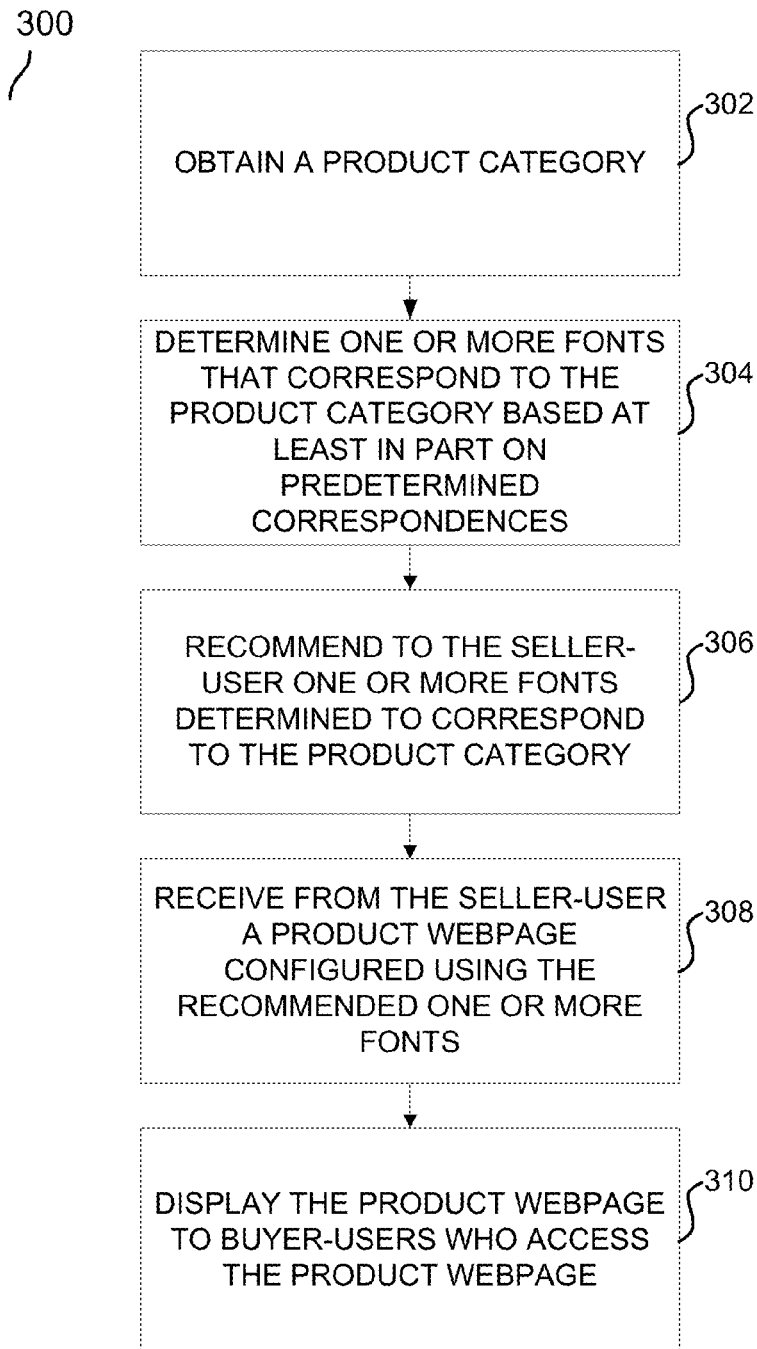 300
OBTAIN A PRODUCT CATEGORY
302
DETERMINE ONE OR MORE FONTS
THAT CORRESPOND TO THE
PRODUCT CATEGORY BASED AT
LEAST IN PART ON
PREDETERMINED
CORRESPONDENCES
304
RECOMMEND TO THE SELLER-
USER ONE OR MORE FONTS
DETERMINED TO CORRESPOND
TO THE PRODUCT CATEGORY
306
RECEIVE FROM THE SELLER-USER
A PRODUCT WEBPAGE
CONFIGURED USING THE
RECOMMENDED ONE OR MORE
FONTS
308
DISPLAY THE PRODUCT WEBPAGE
TO BUYER-USERS WHO ACCESS
THE PRODUCT WEBPAGE
310